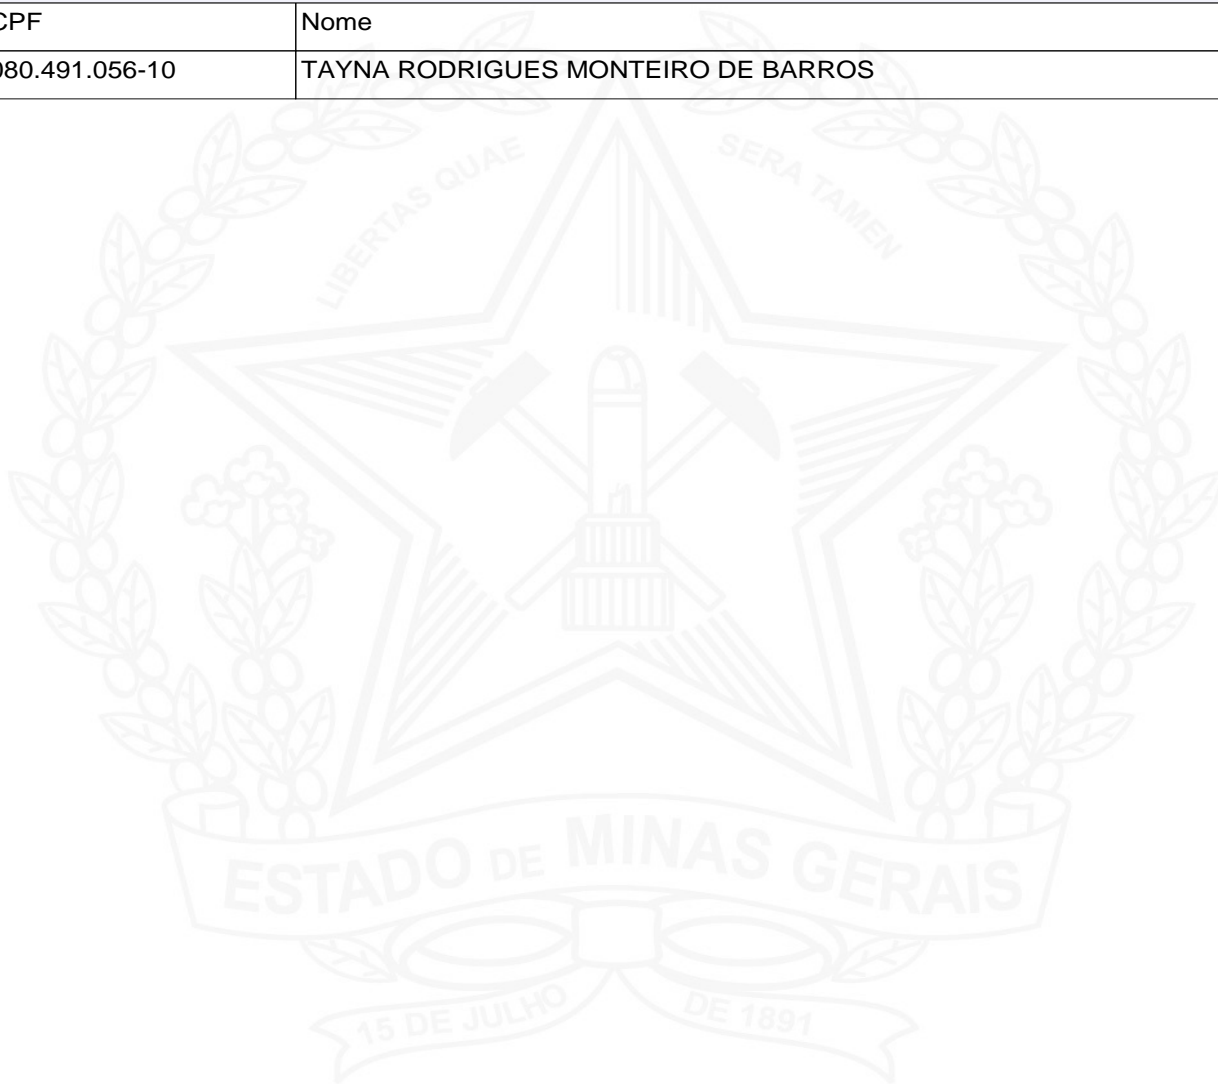 CPF Nome
080.491.056-10 TAYNA RODRIGUES MONTEIRO DE BARROS
LIBERTAS QUAE SERA TAMEN
ESTADO DE MINAS GERAIS
15 DE JULHO DE 1891